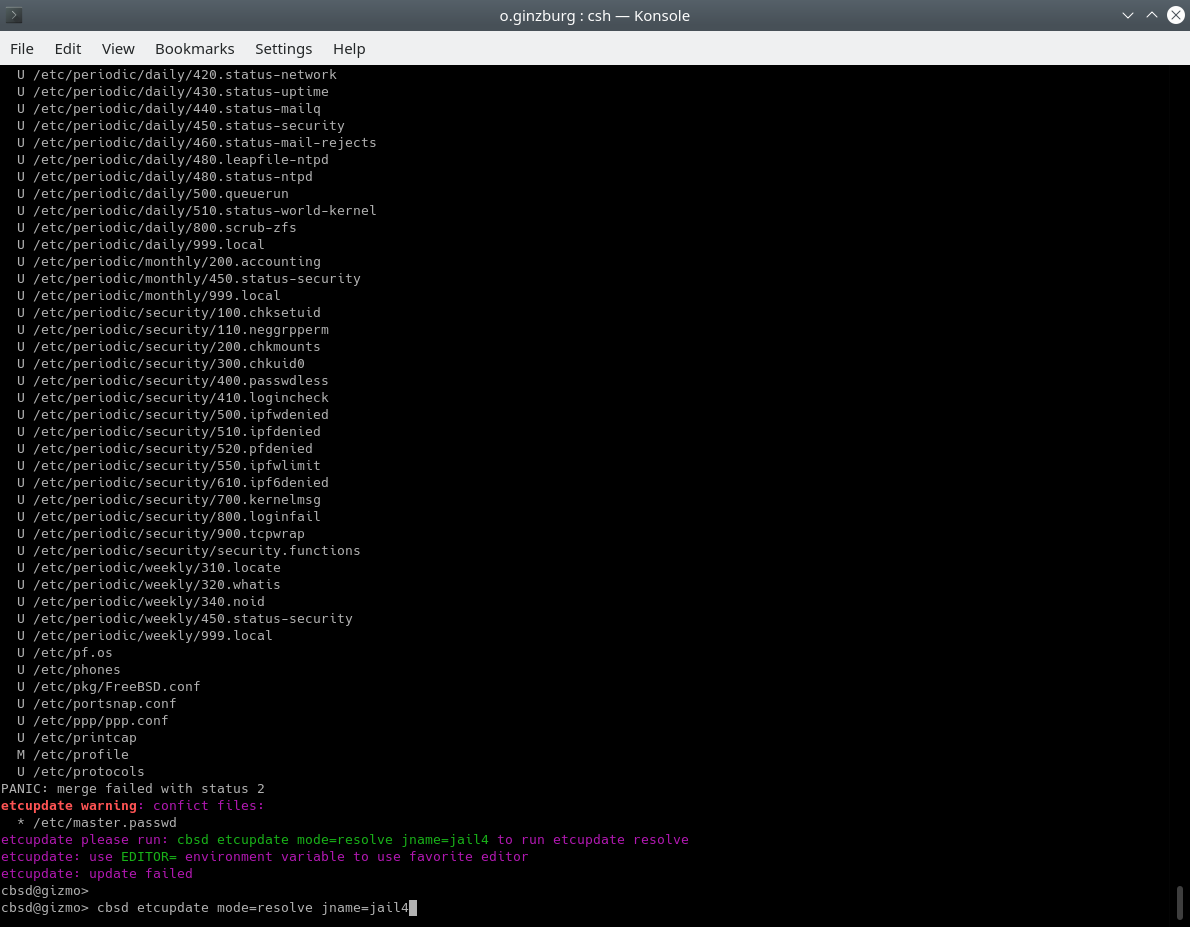 o.ginzburg : csh — Konsole
File Edit View Bookmarks Settings Help
U /etc/periodic/daily/420.status-network
U /etc/periodic/daily/430.status-uptime
U /etc/periodic/daily/440.status-mailq
U /etc/periodic/daily/450.status-security
U /etc/periodic/daily/460.status-mail-rejects
U /etc/periodic/daily/480.leapfile-ntpd
U /etc/periodic/daily/480.status-ntpd
U /etc/periodic/daily/500.queuerun
U /etc/periodic/daily/510.status-world-kernel
U /etc/periodic/daily/800.scrub-zfs
U /etc/periodic/daily/999.local
U /etc/periodic/monthly/200.accounting
U /etc/periodic/monthly/450.status-security
U /etc/periodic/monthly/999.local
U /etc/periodic/security/100.chksetuid
U /etc/periodic/security/110.neggrpperm
U /etc/periodic/security/200.chkmounts
U /etc/periodic/security/300.chkuid0
U /etc/periodic/security/400.passwdless
U /etc/periodic/security/410.logincheck
U /etc/periodic/security/500.ipfwdenied
U /etc/periodic/security/510.ipfdenied
U /etc/periodic/security/520.pfdenied
U /etc/periodic/security/550.ipfwlimit
U /etc/periodic/security/610.ipf6denied
U /etc/periodic/security/700.kernelmsg
U /etc/periodic/security/800.loginfail
U /etc/periodic/security/900.tcpwrap
U /etc/periodic/security/security.functions
U /etc/periodic/weekly/310.locate
U /etc/periodic/weekly/320.whatis
U /etc/periodic/weekly/340.noid
U /etc/periodic/weekly/450.status-security
U /etc/periodic/weekly/999.local
U /etc/pf.os
U /etc/phones
U /etc/pkg/FreeBSD.conf
U /etc/portsnap.conf
U /etc/ppp/ppp.conf
U /etc/printcap
M /etc/profile
U /etc/protocols
PANIC: merge failed with status 2
etcupdate warning: confict files:
* /etc/master.passwd
etcupdate please run: cbsd etcupdate mode=resolve jname=jail4 to run etcupdate resolve
etcupdate: use EDITOR= environment variable to use favorite editor
etcupdate: update failed
cbsd@gizmo>
cbsd@gizmo> cbsd etcupdate mode=resolve jname=jail4